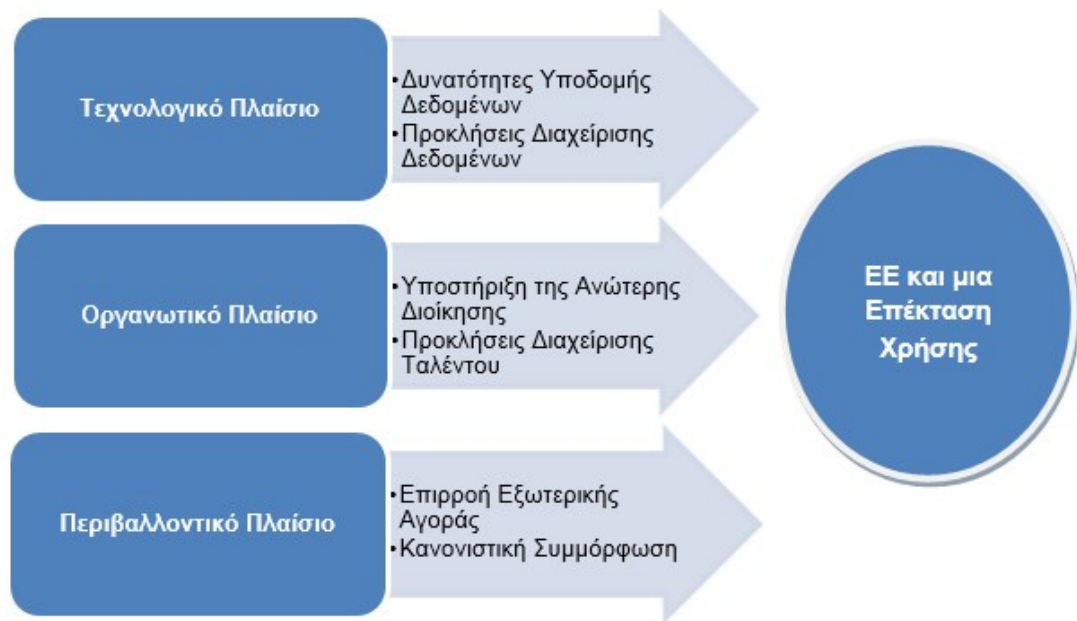 Τεχνολογικό Πλαίσιο
•Δυνατότητες Υποδομής
Δεδομένων
•Προκλήσεις Διαχείρισης
Δεδομένων
Οργανωτικό Πλαίσιο
•Υποστήριξη της Ανώτερης
Διοίκησης
•Προκλήσεις Διαχείρισης
Ταλέντου
Περιβαλλοντικό Πλαίσιο
•Επιρροή Εξωτερικής
Αγοράς
•Κανονιστική Συμμόρφωση
ΕΕ και μια
Επέκταση
Χρήσης